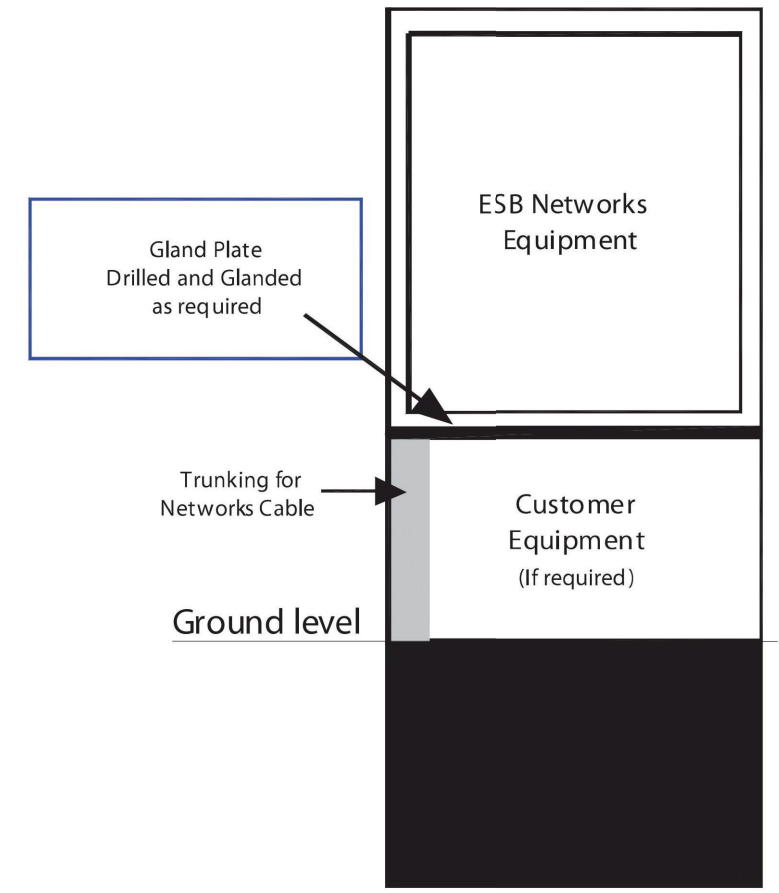 ESB Networks
Equipment
Gland Plate
Drilled and Glanded
as required
Trunking for
Networks Cable
Customer
Equipment
(If required)
Ground level